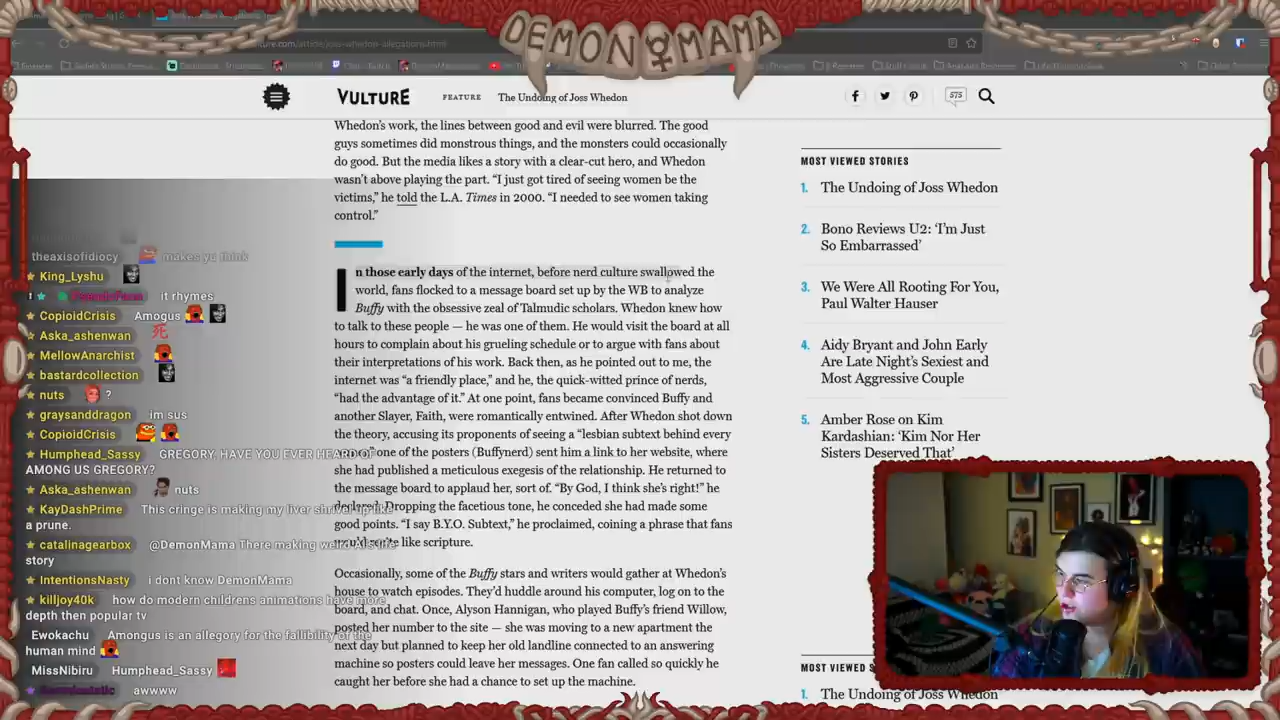 DEMON MAMA
VULTURE
FEATURE
The Undoing of Joss Whedon
575
Whedon's work, the lines between good and evil were blurred. The good
guys sometimes did monstrous things, and the monsters could occasionally
do good. But the media likes a story with a clear-cut hero, and Whedon
wasn't above playing the part. “I just got tired of seeing women be the
victims,” he told the L.A. Times in 2000. “I needed to see women taking
control.”
In those early days of the internet, before nerd culture swallowed the
world, fans flocked to a message board set up by the WB to analyze
Buffy with the obsessive zeal of Talmudic scholars. Whedon knew how
to talk to these people — he was one of them. He would visit the board at all
hours to complain about his grueling schedule or to argue with fans about
their interpretations of his work. Back then, as he pointed out to me, the
internet was “a friendly place,” and he, the quick-witted prince of nerds,
“had the advantage of it.” At one point, fans became convinced Buffy and
another Slayer, Faith, were romantically entwined. After Whedon shot down
the theory, accusing its proponents of seeing a “lesbian subtext behind every
one of the posters (Buffynerd) sent him a link to her website, where
she had published a meticulous exegesis of the relationship. He returned to
the message board to applaud her, sort of. “By God, I think she's right!” he
declared. Dropping the facetious tone, he conceded she had made some
good points. “I say B.Y.O. Subtext,” he proclaimed, coining a phrase that fans
like scripture.
Occasionally, some of the Buffy stars and writers would gather at Whedon's
house to watch episodes. They'd huddle around his computer, log on to the
board, and chat. Once, Alyson Hannigan, who played Buffy's friend Willow,
posted her number to the site — she was moving to a new apartment the
next day but planned to keep her old landline connected to an answering
machine so posters could leave her messages. One fan called so quickly he
caught her before she had a chance to set up the machine.
MOST VIEWED STORIES
1. The Undoing of Joss Whedon
2. Bono Reviews U2: ‘I'm Just
So Embarrassed’
3. We Were All Rooting For You,
Paul Walter Hauser
4. Aidy Bryant and John Early
Are Late Night's Sexiest and
Most Aggressive Couple
5. Amber Rose on Kim
Kardashian: ‘Kim Nor Her
Sisters Deserved That’
MOST VIEWED
1. The Undoing of Joss Whedon
theaxisofidiocy makes yu think
King_Lyshu
it rhymes
CopioidCrisis Amogus
Aska_ashenwan 死
MellowAnarchist
bastardcollection
nuts ?
graysanddragon im sus
CopioidCrisis
Humphead_Sassy GREGORY, HAVE YOU EVER HEARD OF
AMONG US GREGORY?
Aska_ashenwan nuts
KayDashPrime This cringe is making my liver shrivel up like
a prune.
catalinagearbox @DemonMama There making weird
story
IntentionsNasty i dont know DemonMama
killjoy40k how do modern childrens animations have more
depth then popular tv
Ewokachu Amongus is an allegory for the fallibility of the
human mind
MissNibiru Humphead_Sassy
awwww